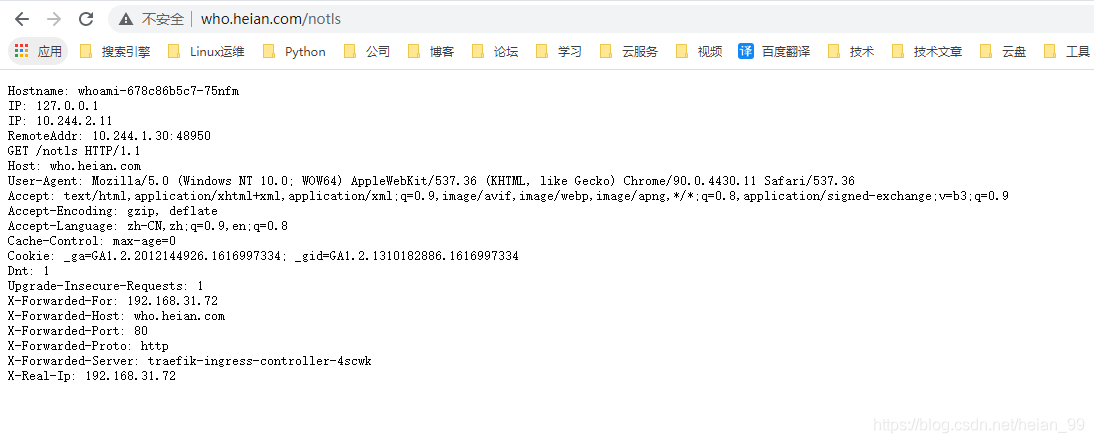 不安全 | who.heian.com/notls
应用 搜索引擎 Linux运维 Python 公司 博客 论坛 学习 云服务 视频 译 百度翻译 技术 技术文章 云盘 工具
Hostname: whoami-678c86b5c7-75nfm
IP: 127.0.0.1
IP: 10.244.2.11
RemoteAddr: 10.244.1.30:48950
GET /notls HTTP/1.1
Host: who.heian.com
User-Agent: Mozilla/5.0 (Windows NT 10.0; WOW64) AppleWebKit/537.36 (KHTML, like Gecko) Chrome/90.0.4430.11 Safari/537.36
Accept: text/html,application/xhtml+xml,application/xml;q=0.9,image/avif,image/webp,image/apng,*/*;q=0.8,application/signed-exchange;v=b3;q=0.9
Accept-Encoding: gzip, deflate
Accept-Language: zh-CN,zh;q=0.9,en;q=0.8
Cache-Control: max-age=0
Cookie: _ga=GA1.2.2012144926.1616997334; _gid=GA1.2.1310182886.1616997334
Dnt: 1
Upgrade-Insecure-Requests: 1
X-Forwarded-For: 192.168.31.72
X-Forwarded-Host: who.heian.com
X-Forwarded-Port: 80
X-Forwarded-Proto: http
X-Forwarded-Server: traefik-ingress-controller-4scwk
X-Real-Ip: 192.168.31.72
https://blog.csdn.net/heian_99